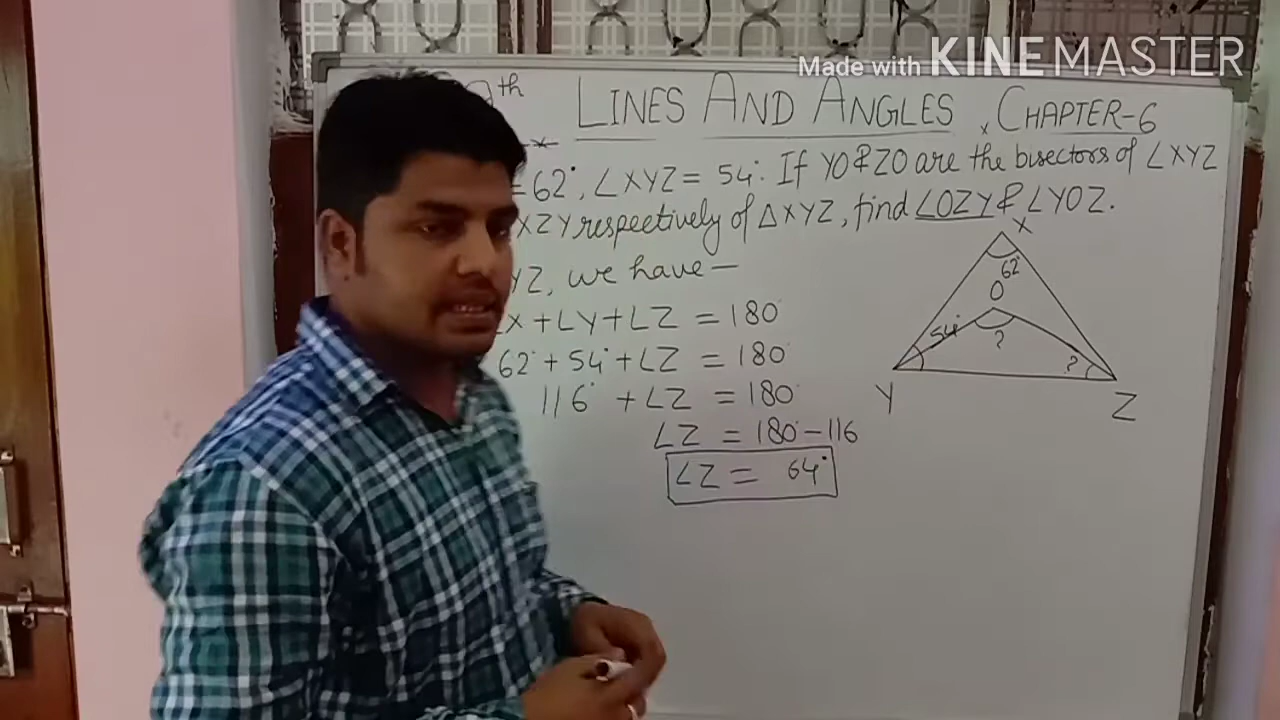 Made with KINEMASTER
9th LINES AND ANGLES , CHAPTER-6
= 62°, ∠XYZ = 54°. If YO & ZO are the bisectors of ∠XYZ
XZY respectively of ΔXYZ, find ∠OZY & ∠YOZ.
YZ, we have —
X + ∠Y + ∠Z = 180°
62° + 54° + ∠Z = 180°
116° + ∠Z = 180°
∠Z = 180° - 116
∠Z = 64°
X
62°
O
54°
?
?
Y
Z